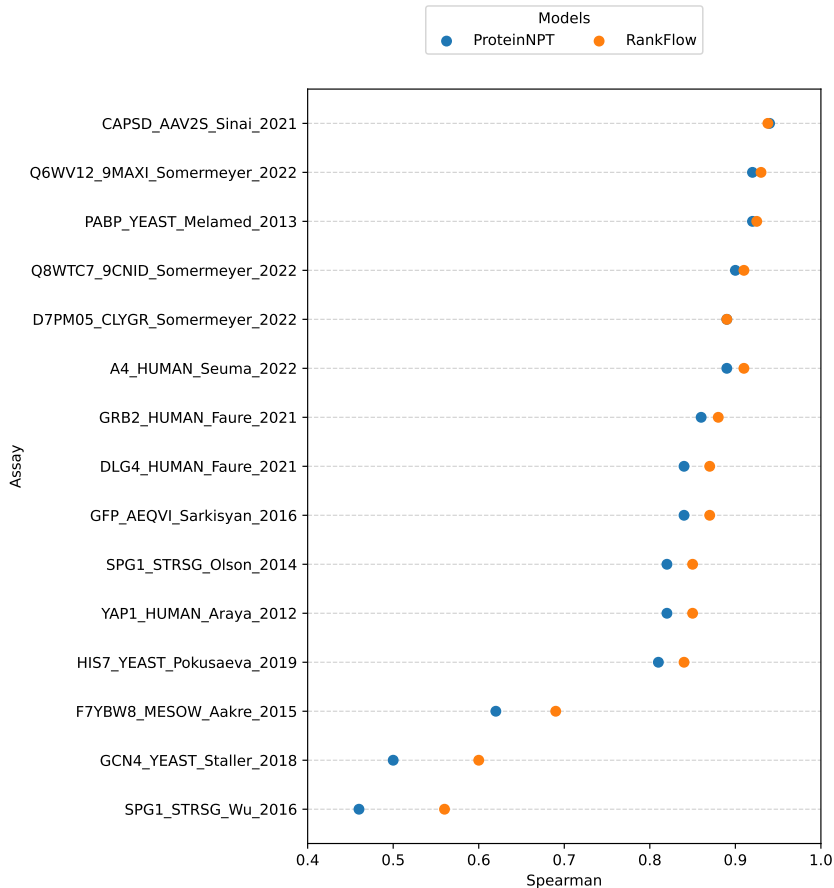 Models
ProteinNPT RankFlow
CAPSD_AAV2S_Sinai_2021
Q6WV12_9MAXI_Somermeyer_2022
PABP_YEAST_Melamed_2013
Q8WTC7_9CNID_Somermeyer_2022
D7PM05_CLYGR_Somermeyer_2022
A4_HUMAN_Seuma_2022
GRB2_HUMAN_Faure_2021
DLG4_HUMAN_Faure_2021
GFP_AEQVI_Sarkisyan_2016
SPG1_STRSG_Olson_2014
YAP1_HUMAN_Araya_2012
HIS7_YEAST_Pokusaeva_2019
F7YBW8_MESOW_Aakre_2015
GCN4_YEAST_Staller_2018
SPG1_STRSG_Wu_2016
Assay
0.4 0.5 0.6 0.7 0.8 0.9 1.0
Spearman